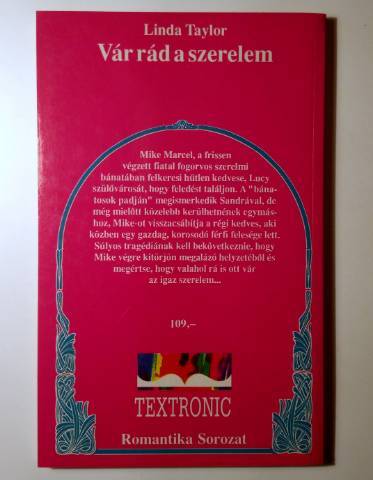 Linda Taylor
Vár rád a szerelem
Mike Marcel, a frissen
végzett fiatal fogorvos szerelmi
bánatában felkeresi hűtlen kedvese, Lucy
szülővárosát, hogy feledést találjon. A "bána-
tosok padján" megismerkedik Sandrával, de
még mielőtt közelebb kerülhetnének egymás-
hoz, Mike-ot visszacsábítja a régi kedves, aki
közben egy gazdag, korosodó férfi felesége lett.
Súlyos tragédiának kell bekövetkeznie, hogy
Mike végre kitörjön megalázó helyzetéből és
megértse, hogy valahol rá is ott vár
az igaz szerelem...
109,–
TEXTRONIC
Romantika Sorozat